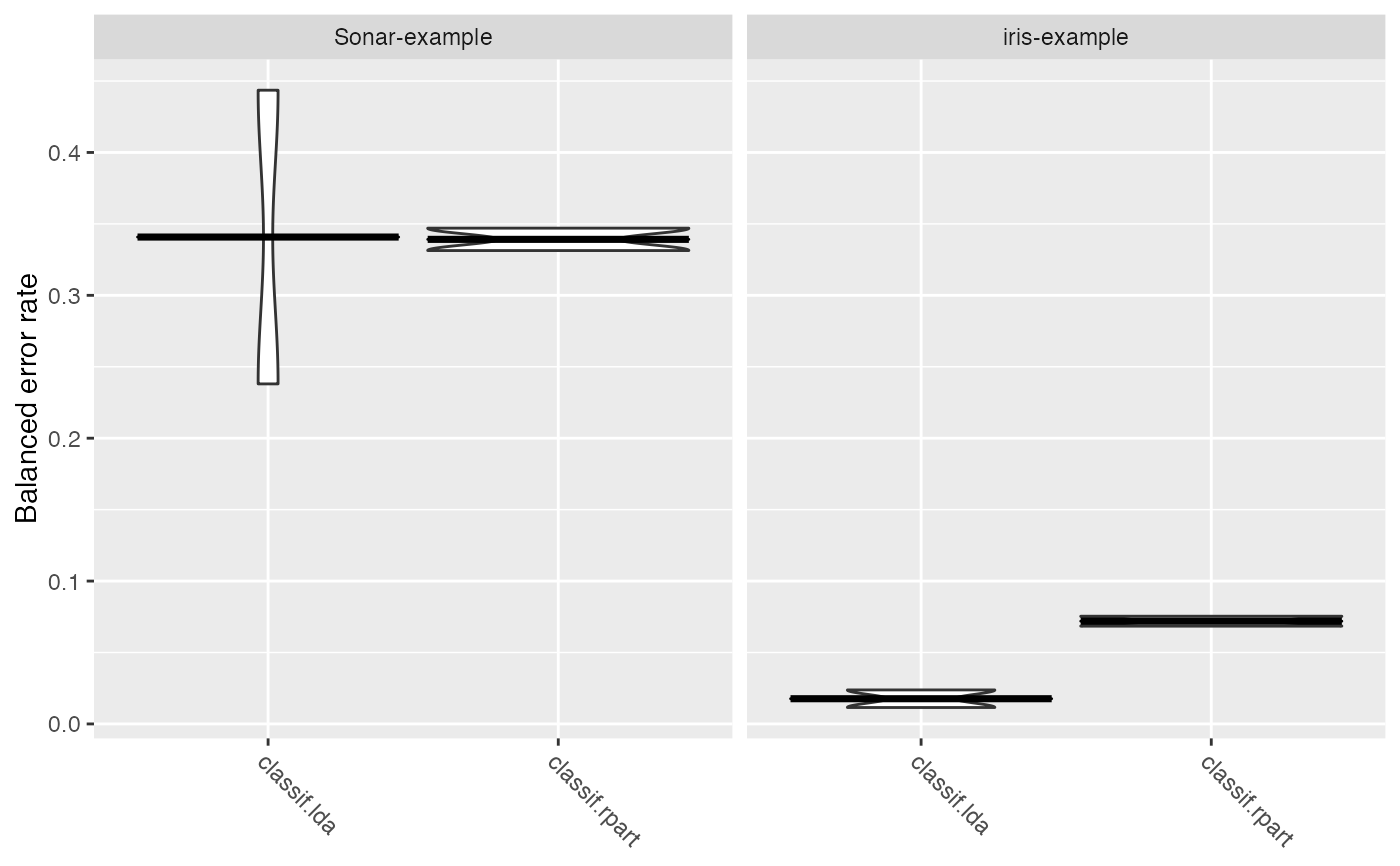 Sonar-example
iris-example
Balanced error rate
0.4
0.3
0.2
0.1
0.0
classif.lda
classif.rpart
classif.lda
classif.rpart